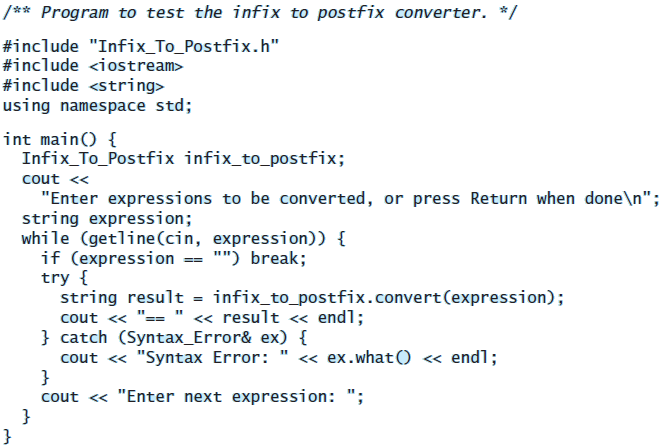 /** Program to test the infix to postfix converter. */
#include "Infix_To_Postfix.h"
#include <iostream>
#include <string>
using namespace std;
int main() {
  Infix_To_Postfix infix_to_postfix;
  cout <<
    "Enter expressions to be converted, or press Return when done\n";
  string expression;
  while (getline(cin, expression)) {
    if (expression == "") break;
    try {
      string result = infix_to_postfix.convert(expression);
      cout << "== " << result << endl;
    } catch (Syntax_Error& ex) {
      cout << "Syntax Error: " << ex.what() << endl;
    }
    cout << "Enter next expression: ";
  }
}